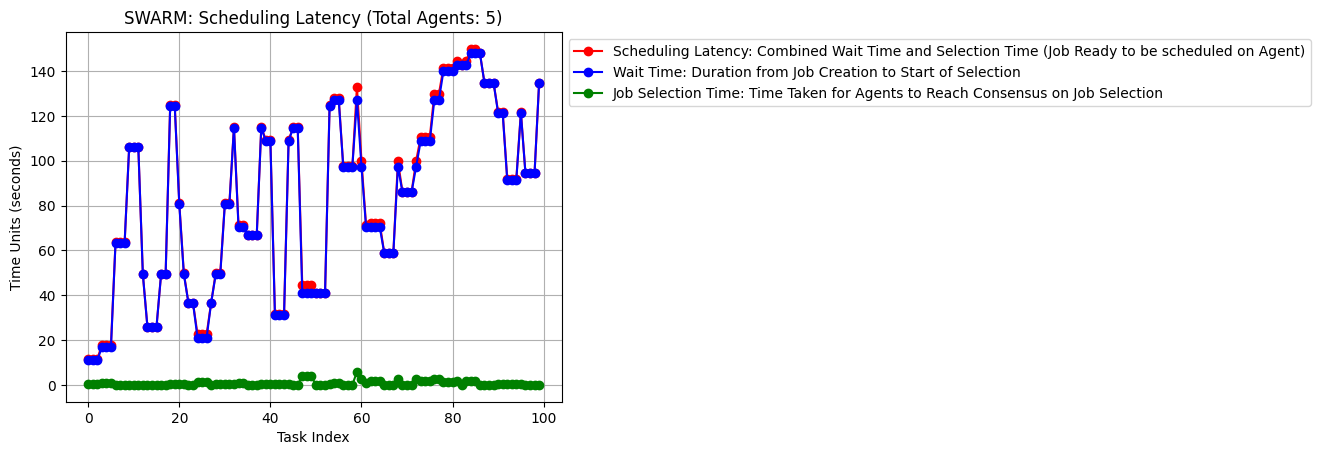 SWARM: Scheduling Latency (Total Agents: 5)
Scheduling Latency: Combined Wait Time and Selection Time (Job Ready to be scheduled on Agent)
Wait Time: Duration from Job Creation to Start of Selection
Job Selection Time: Time Taken for Agents to Reach Consensus on Job Selection
Time Units (seconds)
140
120
100
80
60
40
20
0
0 20 40 60 80 100
Task Index